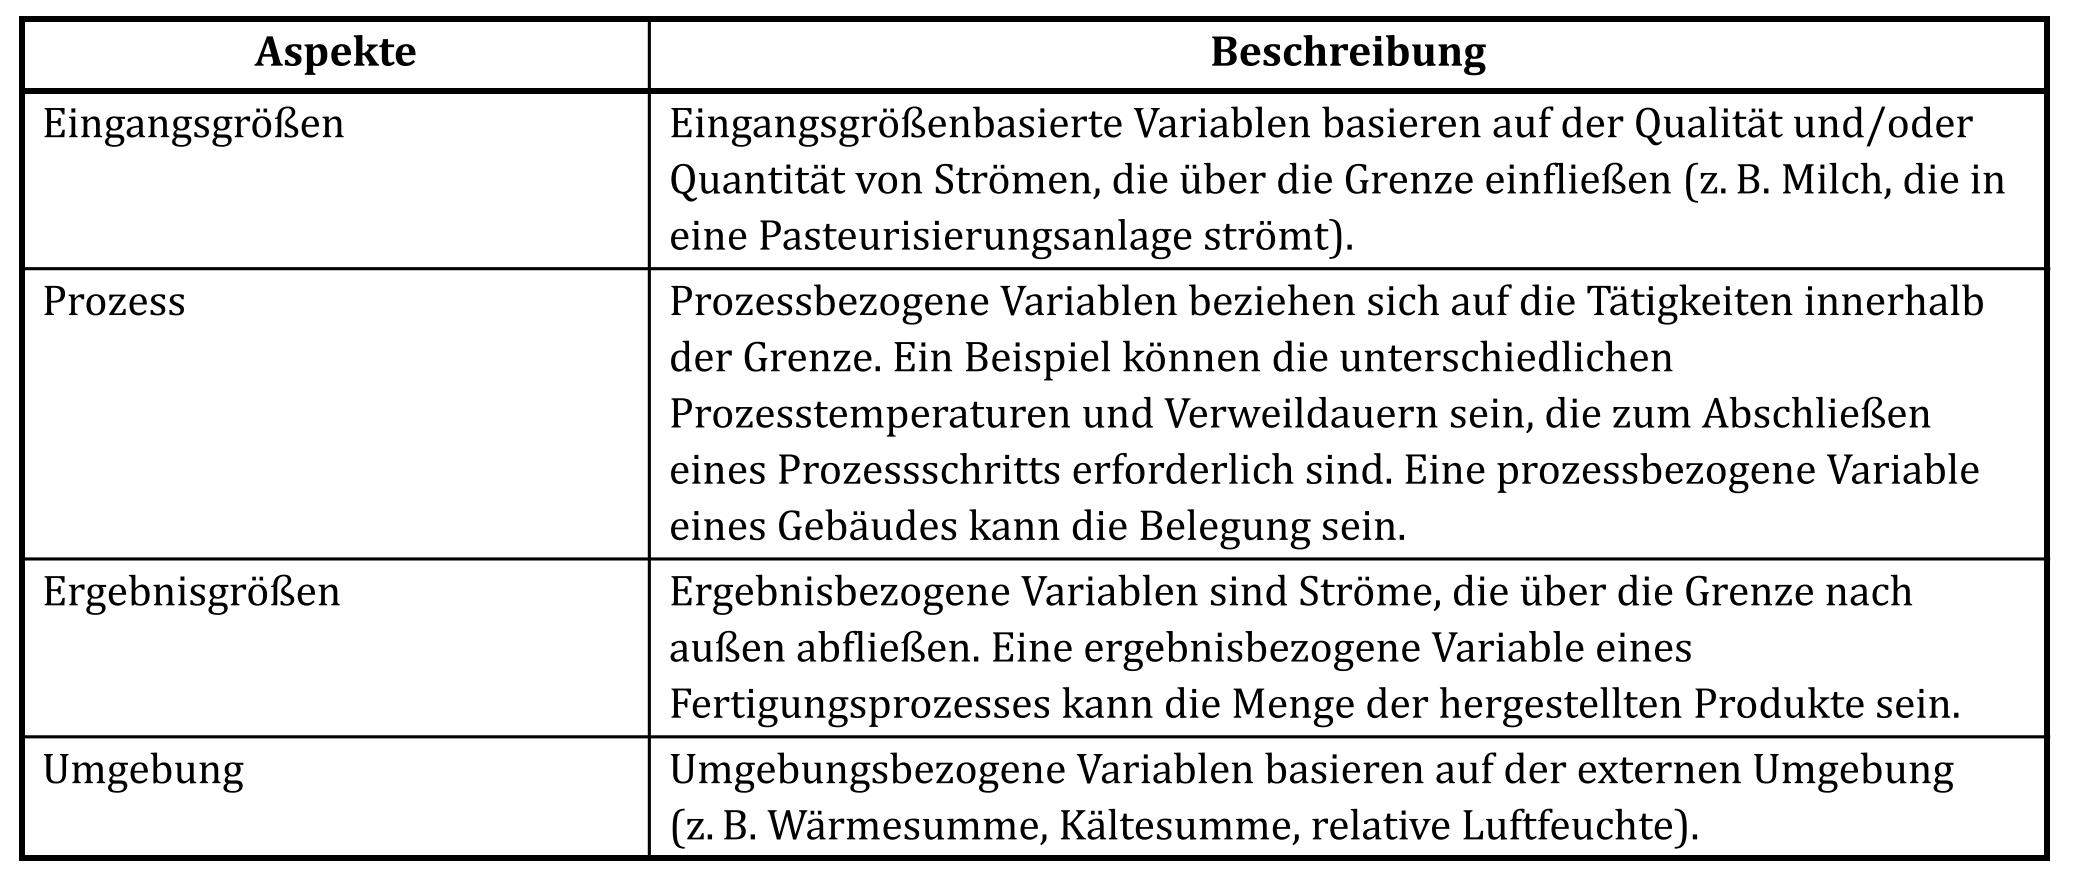 Aspekte
Beschreibung
Eingangsgrößen
Eingangsgrößenbasierte Variablen basieren auf der Qualität und/oder
Quantität von Strömen, die über die Grenze einfließen (z. B. Milch, die in
eine Pasteurisierungsanlage strömt).
Prozess
Prozessbezogene Variablen beziehen sich auf die Tätigkeiten innerhalb
der Grenze. Ein Beispiel können die unterschiedlichen
Prozesstemperaturen und Verweildauern sein, die zum Abschließen
eines Prozessschritts erforderlich sind. Eine prozessbezogene Variable
eines Gebäudes kann die Belegung sein.
Ergebnisgrößen
Ergebnisbezogene Variablen sind Ströme, die über die Grenze nach
außen abfließen. Eine ergebnisbezogene Variable eines
Fertigungsprozesses kann die Menge der hergestellten Produkte sein.
Umgebung
Umgebungsbezogene Variablen basieren auf der externen Umgebung
(z. B. Wärmesumme, Kältesumme, relative Luftfeuchte).